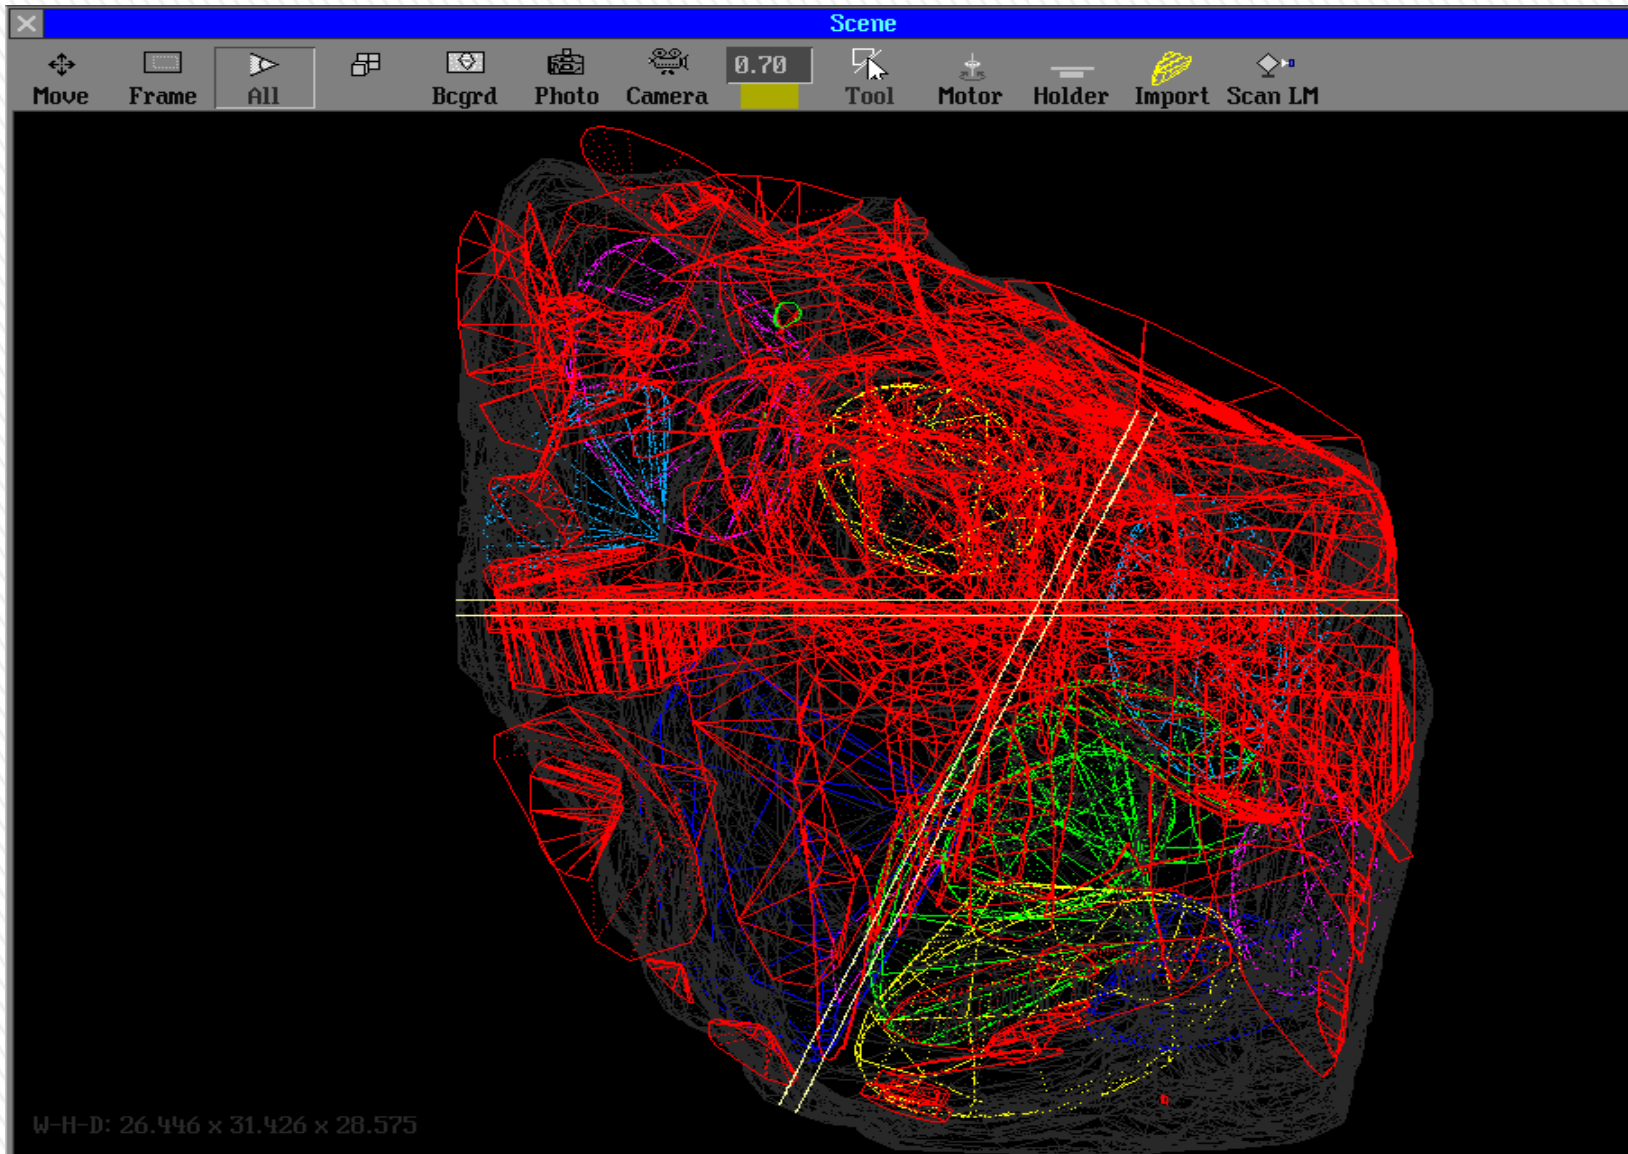 Scene
Move Frame All Bcgrd Photo Camera 0.70 Tool Motor Holder Import Scan LM
W-H-D: 26.446 x 31.426 x 28.575